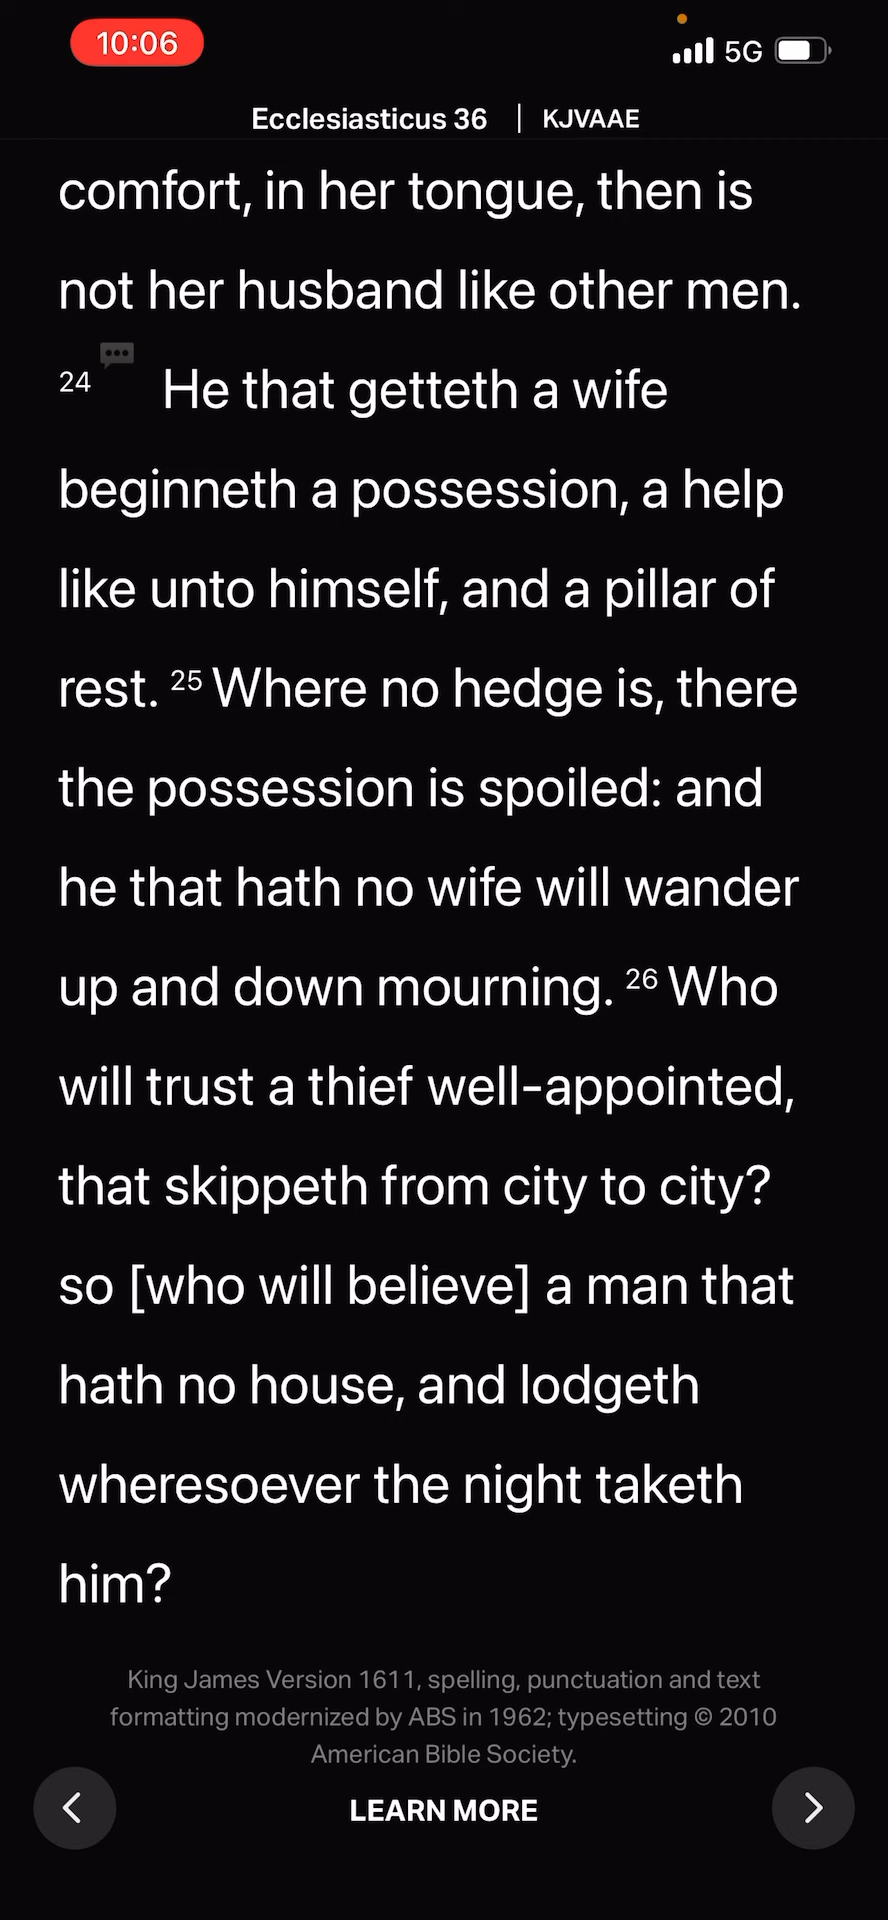 10:06 5G
Ecclesiasticus 36 | KJVAAE
comfort, in her tongue, then is
not her husband like other men.
24 He that getteth a wife
beginneth a possession, a help
like unto himself, and a pillar of
rest. 25 Where no hedge is, there
the possession is spoiled: and
he that hath no wife will wander
up and down mourning. 26 Who
will trust a thief well-appointed,
that skippeth from city to city?
so [who will believe] a man that
hath no house, and lodgeth
wheresoever the night taketh
him?
King James Version 1611, spelling, punctuation and text
formatting modernized by ABS in 1962; typesetting © 2010
American Bible Society.
LEARN MORE